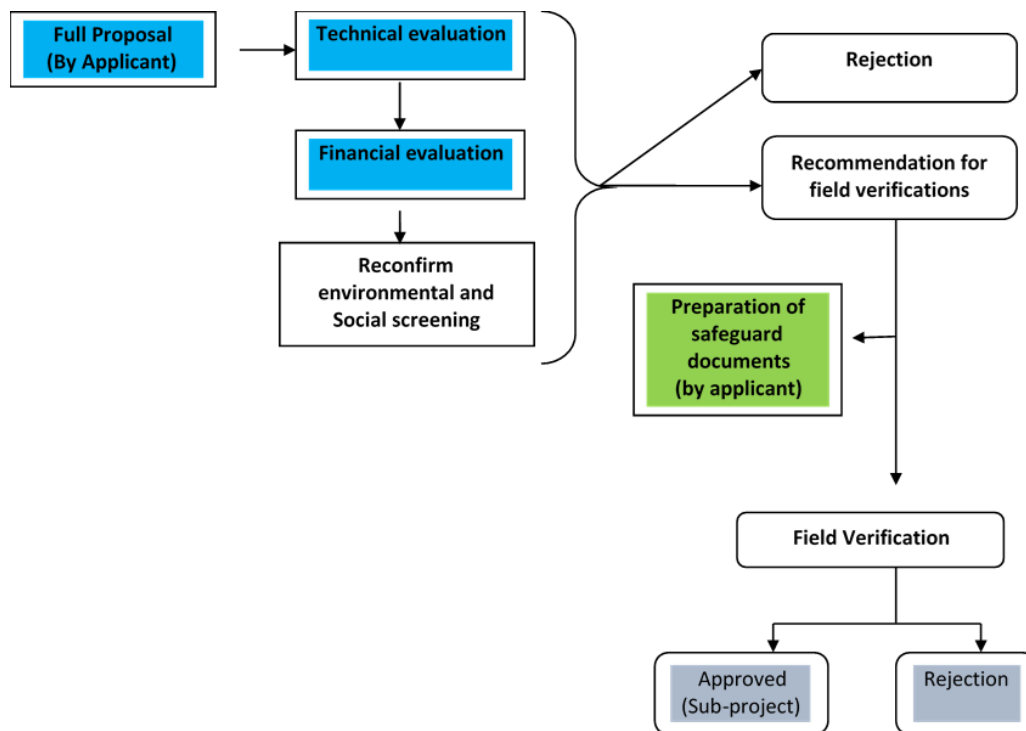 Full Proposal
(By Applicant)
Technical evaluation
Financial evaluation
Reconfirm
environmental and
Social screening
Rejection
Recommendation for
field verifications
Preparation of
safeguard
documents
(by applicant)
Field Verification
Approved
(Sub-project)
Rejection